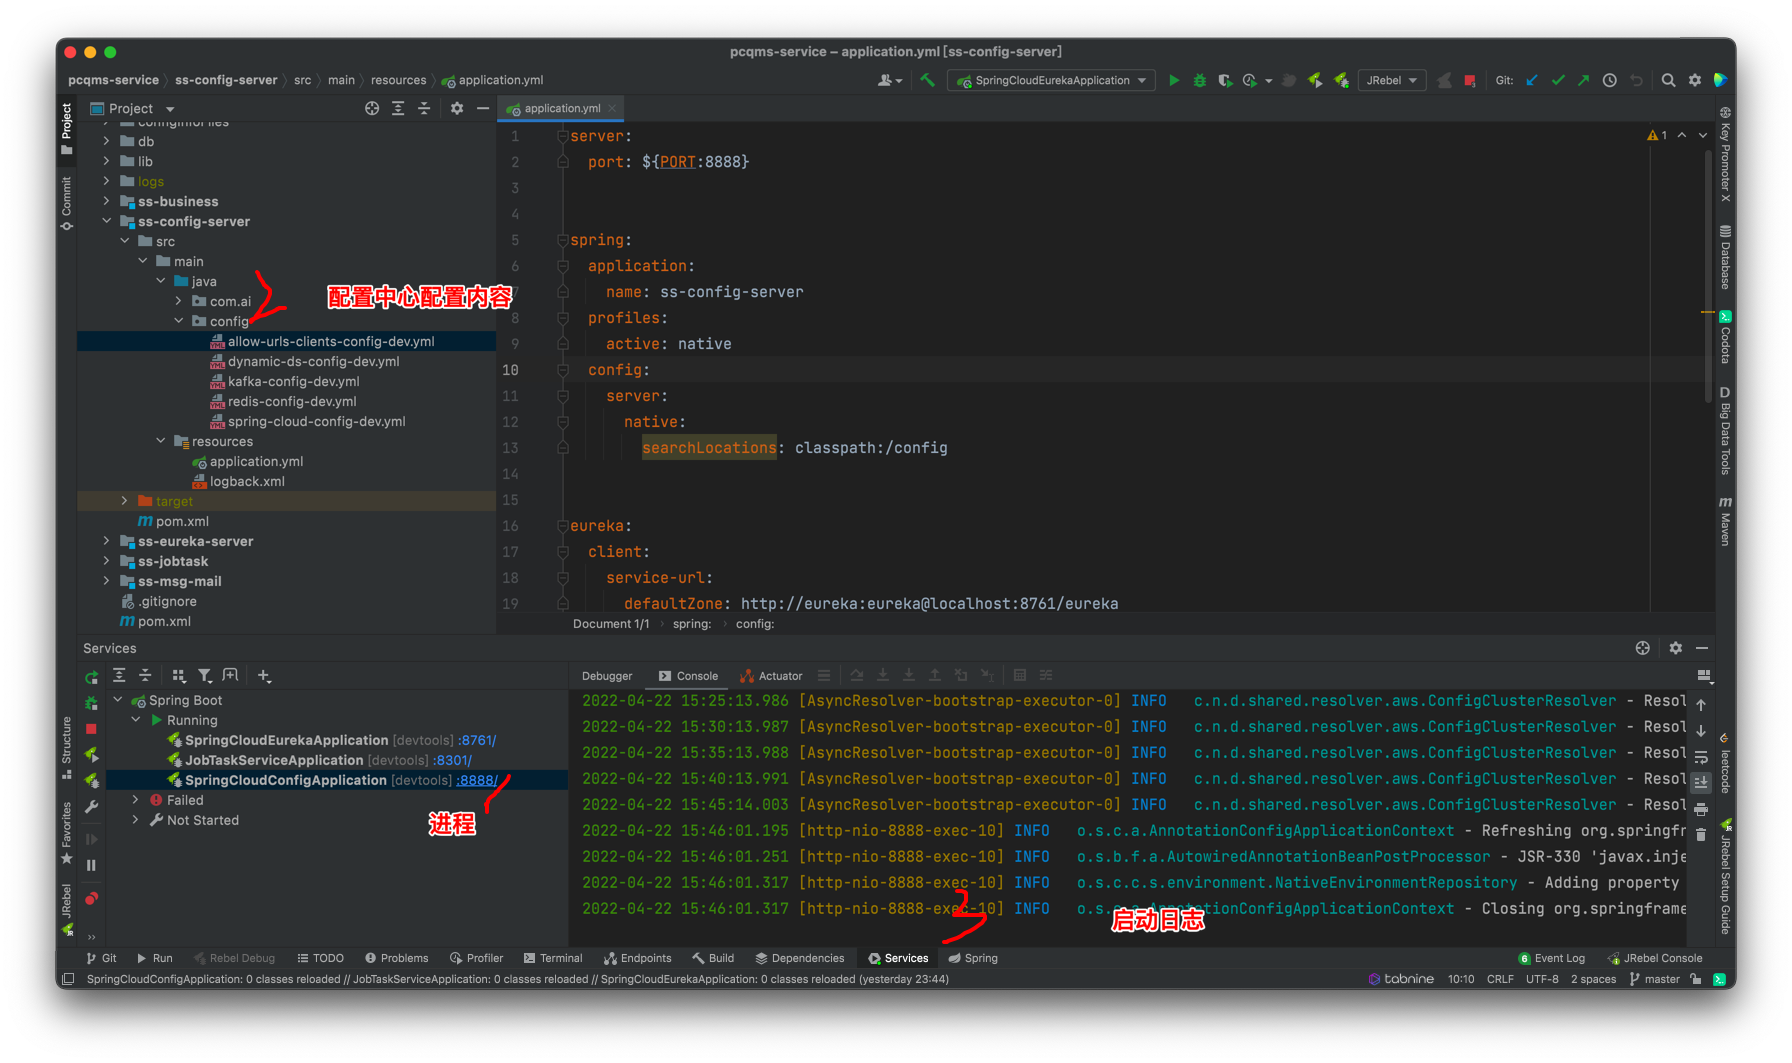 pcqms-service – application.yml [ss-config-server]
pcqms-service ss-config-server src main resources application.yml
SpringCloudEurekaApplication JRebel Git:
Project
application.yml
db
lib
logs
ss-business
ss-config-server
src
main
java
com.ai
config
allow-urls-clients-config-dev.yml
dynamic-ds-config-dev.yml
kafka-config-dev.yml
redis-config-dev.yml
spring-cloud-config-dev.yml
resources
application.yml
logback.xml
target
pom.xml
ss-eureka-server
ss-jobtask
ss-msg-mail
.gitignore
pom.xml
配置中心配置内容
1 server:
2 port: ${PORT:8888}
3
4
5 spring:
6 application:
7 name: ss-config-server
8 profiles:
9 active: native
10 config:
11 server:
12 native:
13 searchLocations: classpath:/config
14
15
16 eureka:
17 client:
18 service-url:
19 defaultZone: http://eureka:eureka@localhost:8761/eureka
1
Document 1/1 spring: config:
Project
Commit
Structure
Favorites
JRebel
Key Promoter X
Database
Codota
Big Data Tools
Maven
leetcode
JRebel Setup Guide
Services
Spring Boot
Running
SpringCloudEurekaApplication [devtools] :8761/
JobTaskServiceApplication [devtools] :8301/
SpringCloudConfigApplication [devtools] :8888/
Failed
Not Started
进程
Debugger Console Actuator
2022-04-22 15:25:13.986 [AsyncResolver-bootstrap-executor-0] INFO c.n.d.shared.resolver.aws.ConfigClusterResolver - Resol
2022-04-22 15:30:13.987 [AsyncResolver-bootstrap-executor-0] INFO c.n.d.shared.resolver.aws.ConfigClusterResolver - Resol
2022-04-22 15:35:13.988 [AsyncResolver-bootstrap-executor-0] INFO c.n.d.shared.resolver.aws.ConfigClusterResolver - Resol
2022-04-22 15:40:13.991 [AsyncResolver-bootstrap-executor-0] INFO c.n.d.shared.resolver.aws.ConfigClusterResolver - Resol
2022-04-22 15:45:14.003 [AsyncResolver-bootstrap-executor-0] INFO c.n.d.shared.resolver.aws.ConfigClusterResolver - Resol
2022-04-22 15:46:01.195 [http-nio-8888-exec-10] INFO o.s.c.a.AnnotationConfigApplicationContext - Refreshing org.springfr
2022-04-22 15:46:01.251 [http-nio-8888-exec-10] INFO o.s.b.f.a.AutowiredAnnotationBeanPostProcessor - JSR-330 'javax.inje
2022-04-22 15:46:01.317 [http-nio-8888-exec-10] INFO o.s.c.c.s.environment.NativeEnvironmentRepository - Adding property
2022-04-22 15:46:01.317 [http-nio-8888-exec-10] INFO o.s.c.a.AnnotationConfigApplicationContext - Closing org.springframe
启动日志
Git Run Rebel Debug TODO Problems Profiler Terminal Endpoints Build Dependencies Services Spring 6 Event Log JRebel Console
SpringCloudConfigApplication: 0 classes reloaded // JobTaskServiceApplication: 0 classes reloaded // SpringCloudEurekaApplication: 0 classes reloaded (yesterday 23:44) tabnine 10:10 CRLF UTF-8 2 spaces master